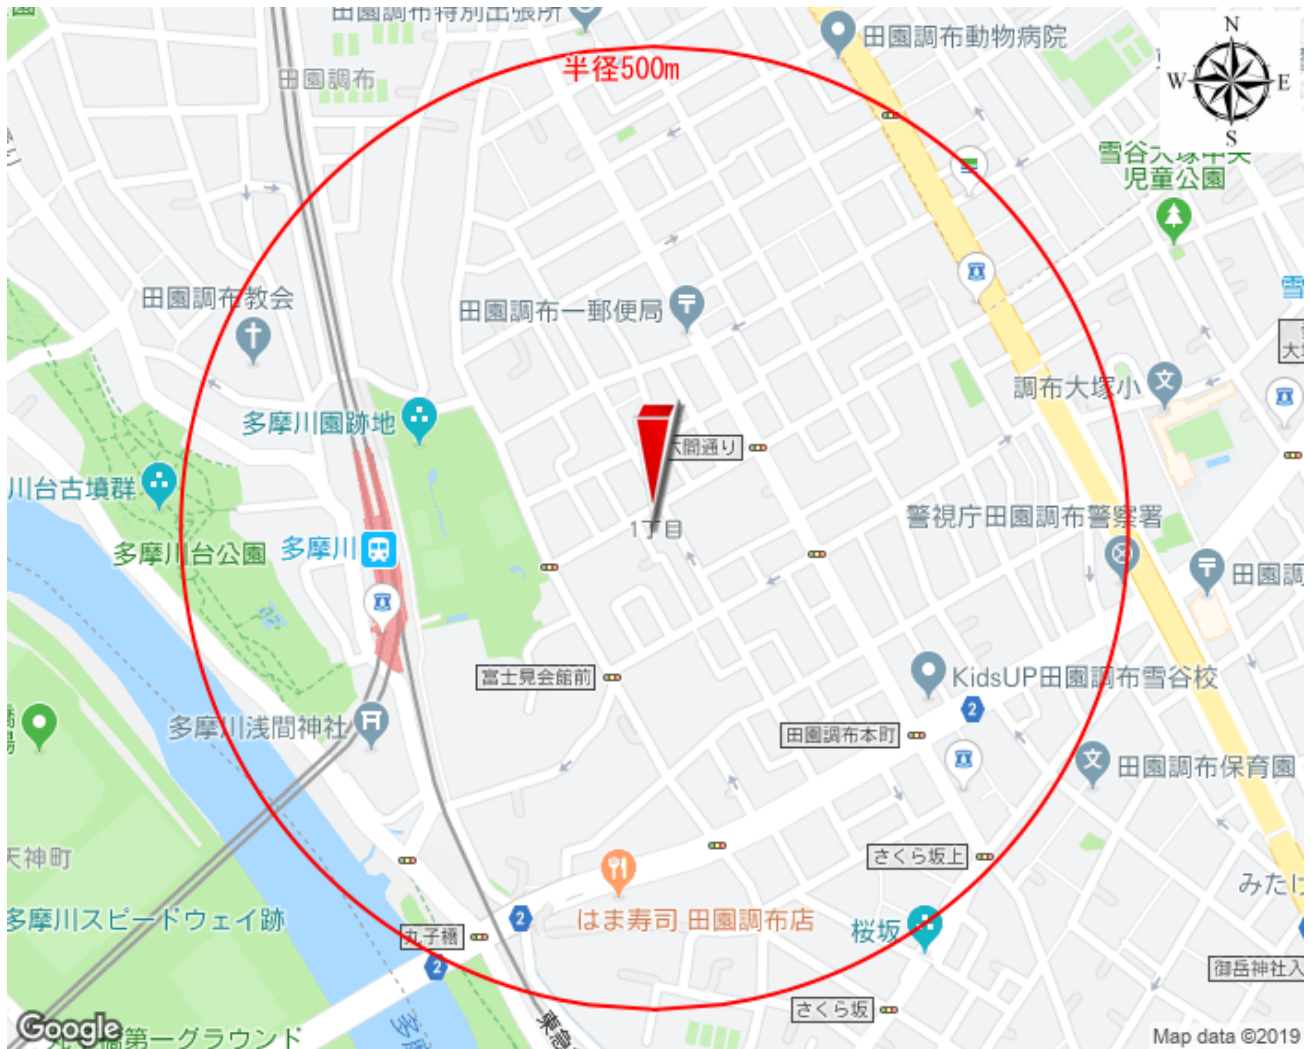 田園調布特別出張所
田園調布動物病院
N
W
E
S
半径500m
田園調布
雪谷大塚中央
児童公園
田園調布教会
田園調布一郵便局
調布大塚小
多摩川園跡地
六間通り
川台古墳群
1丁目
警視庁田園調布警察署
多摩川台公園
多摩川
富士見会館前
KidsUP田園調布雪谷校
2
多摩川浅間神社
田園調布本町
田園調布保育園
天神町
さくら坂上
みたけ
多摩川スピードウェイ跡
2
はま寿司 田園調布店
桜坂
丸子橋
2
御岳神社入
さくら坂
東急
Google
第一グラウンド
Map data ©2019